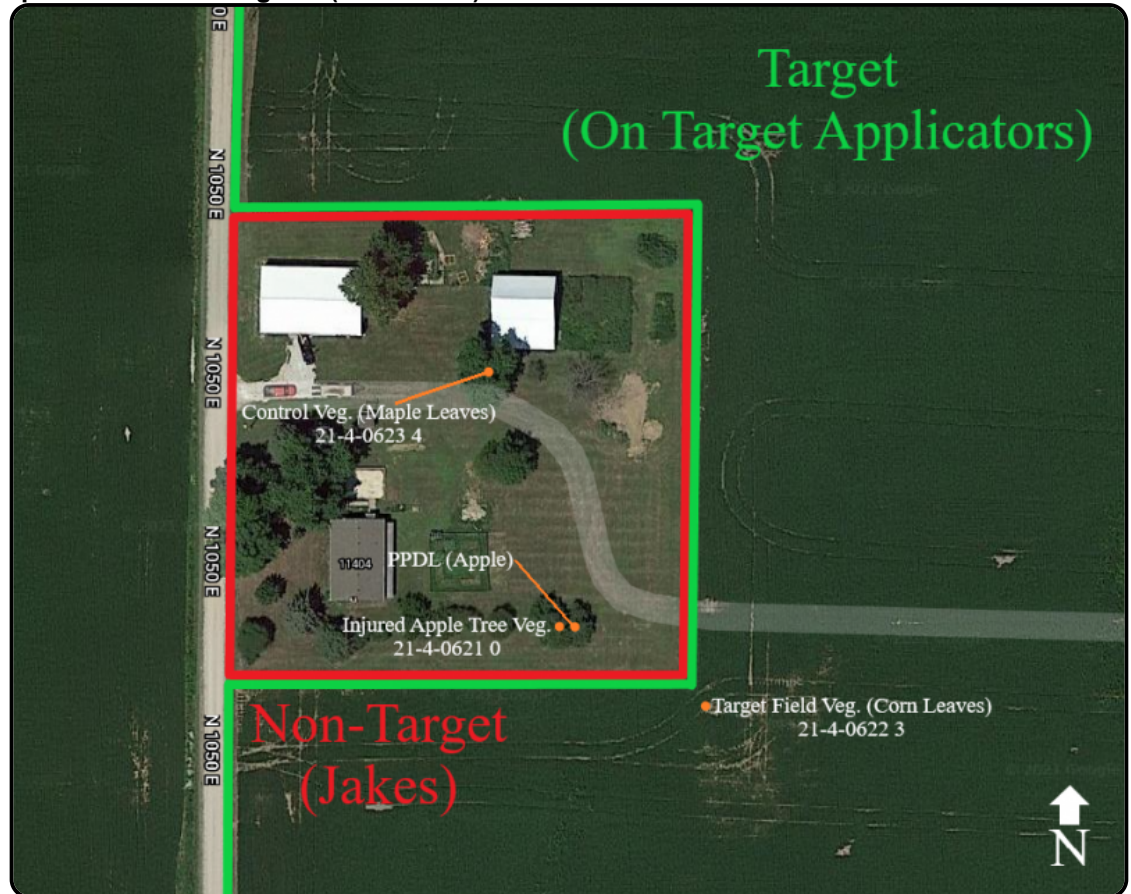 Target
(On Target Applicators)
N 1050 E
N 1050 E
N 1050 E
N 1050 E
Control Veg. (Maple Leaves)
21-4-0623 4
11404
PPDL (Apple)
Injured Apple Tree Veg.
21-4-0621 0
Target Field Veg. (Corn Leaves)
21-4-0622 3
Non-Target
(Jakes)
N